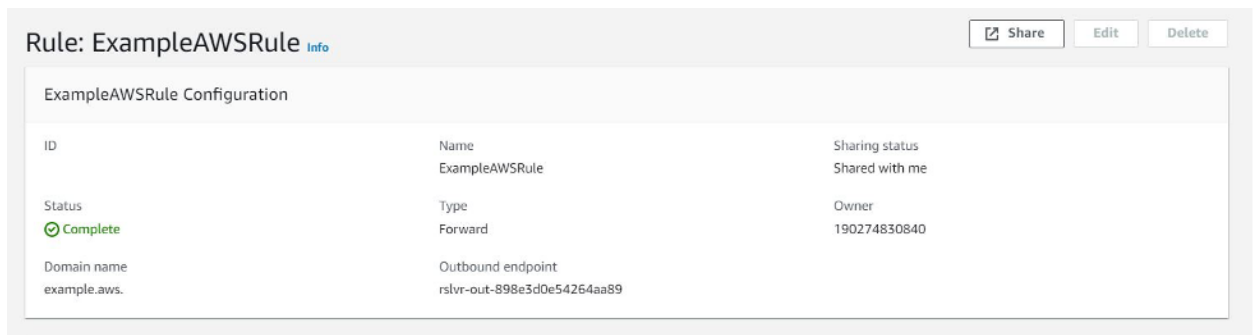 Rule: ExampleAWSRule Info
Share Edit Delete
ExampleAWSRule Configuration
ID Name Sharing status
ExampleAWSRule Shared with me
Status Type Owner
Complete Forward 190274830840
Domain name Outbound endpoint
example.aws. rslvr-out-898e3d0e54264aa89